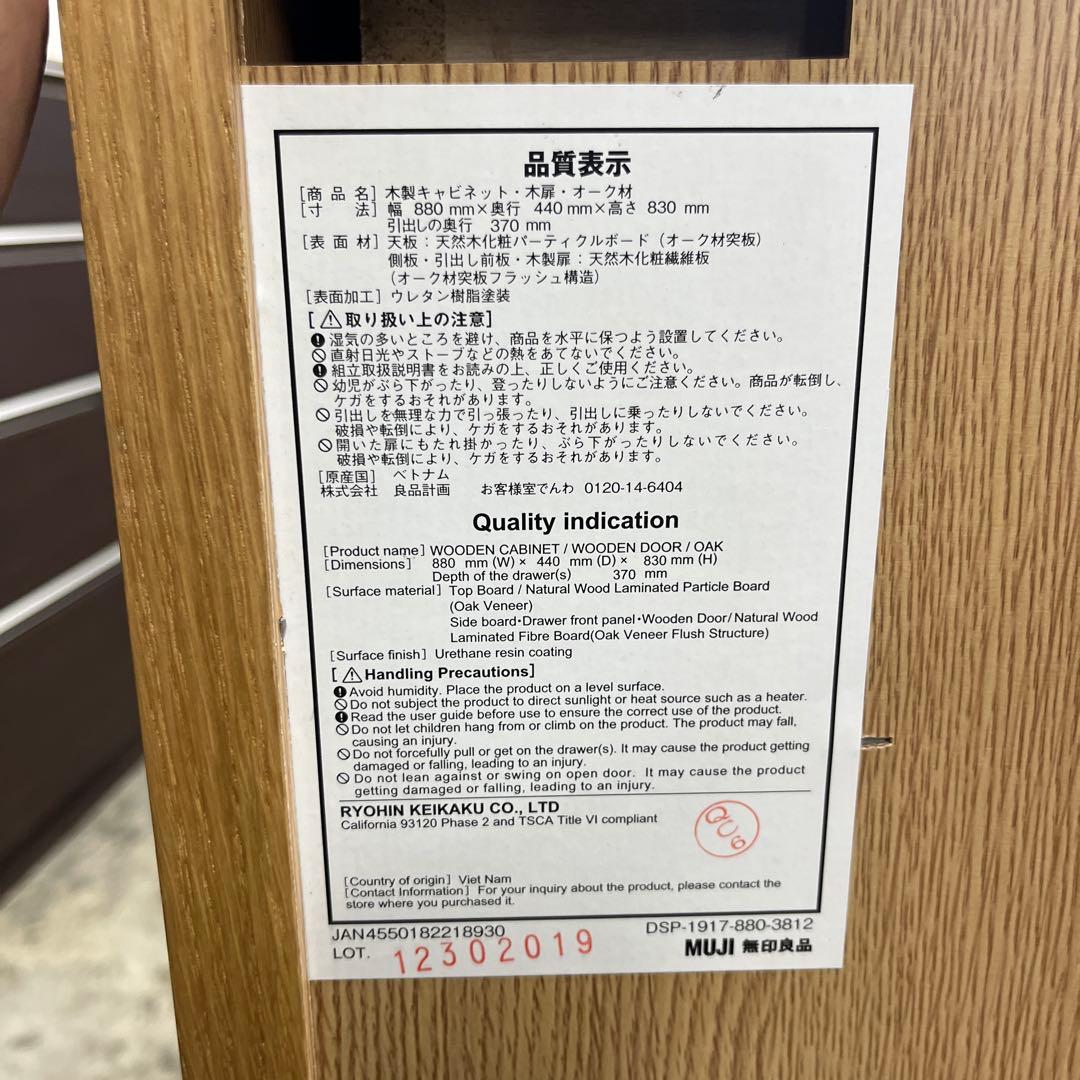 品質表示
[商品名] 木製キャビネット・木扉・オーク材
[寸 法] 幅 880 mm×奥行 440 mm×高さ 830 mm
引出しの奥行 370 mm
[表面材] 天板：天然木化粧パーティクルボード（オーク材突板）
側板・引出し前板・木製扉：天然木化粧繊維板
（オーク材突板フラッシュ構造）
[表面加工] ウレタン樹脂塗装
[⚠取り扱い上の注意]
湿気の多いところを避け、商品を水平に保つよう設置してください。
直射日光やストーブなどの熱をあてないでください。
組立取扱説明書をお読みの上、正しくご使用ください。
幼児がぶら下がったり、登ったりしないようにご注意ください。商品が転倒し、
ケガをするおそれがあります。
引出しを無理な力で引っ張ったり、引出しに乗ったりしないでください。
破損や転倒により、ケガをするおそれがあります。
開いた扉にもたれ掛かったり、ぶら下がったりしないでください。
破損や転倒により、ケガをするおそれがあります。
[原産国] ベトナム
株式会社 良品計画 お客様室でんわ 0120-14-6404
Quality indication
[Product name] WOODEN CABINET / WOODEN DOOR / OAK
[Dimensions] 880 mm (W) × 440 mm (D) × 830 mm (H)
Depth of the drawer(s) 370 mm
[Surface material] Top Board / Natural Wood Laminated Particle Board
(Oak Veneer)
Side board・Drawer front panel・Wooden Door/ Natural Wood
Laminated Fibre Board(Oak Veneer Flush Structure)
[Surface finish] Urethane resin coating
[⚠Handling Precautions]
Avoid humidity. Place the product on a level surface.
Do not subject the product to direct sunlight or heat source such as a heater.
Read the user guide before use to ensure the correct use of the product.
Do not let children hang from or climb on the product. The product may fall,
causing an injury.
Do not forcefully pull or get on the drawer(s). It may cause the product getting
damaged or falling, leading to an injury.
Do not lean against or swing on open door. It may cause the product
getting damaged or falling, leading to an injury.
RYOHIN KEIKAKU CO., LTD
California 93120 Phase 2 and TSCA Title VI compliant
QC6
[Country of origin] Viet Nam
[Contact Information] For your inquiry about the product, please contact the
store where you purchased it.
JAN4550182218930 DSP-1917-880-3812
LOT. 12302019 MUJI 無印良品